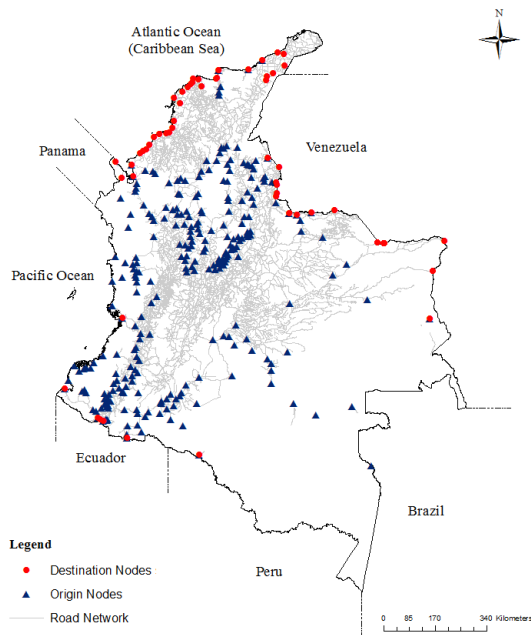 Atlantic Ocean
(Caribbean Sea)
N
Panama
Venezuela
Pacific Ocean
Ecuador
Brazil
Peru
Legend
Destination Nodes
Origin Nodes
Road Network
0 85 170 340 Kilometers